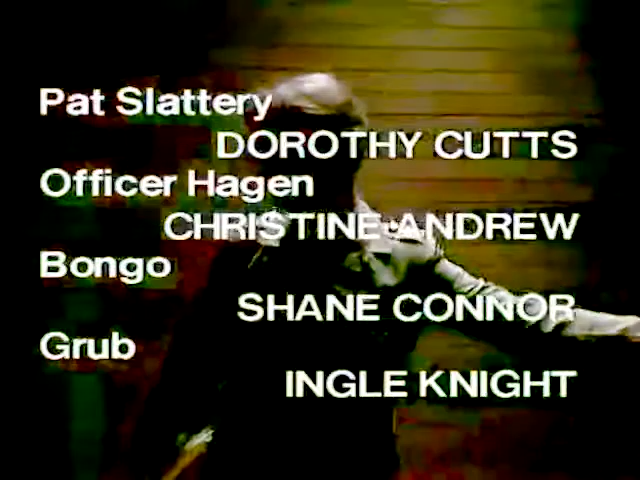 Pat Slattery
DOROTHY CUTTS
Officer Hagen
CHRISTINE ANDREW
Bongo
SHANE CONNOR
Grub
INGLE KNIGHT